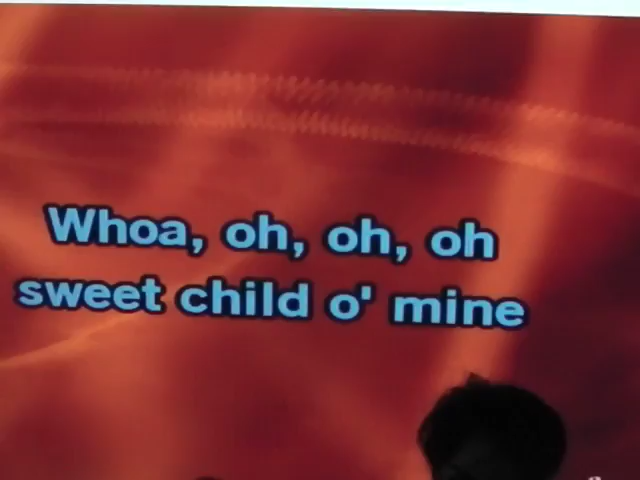 Whoa, oh, oh, oh
sweet child o' mine